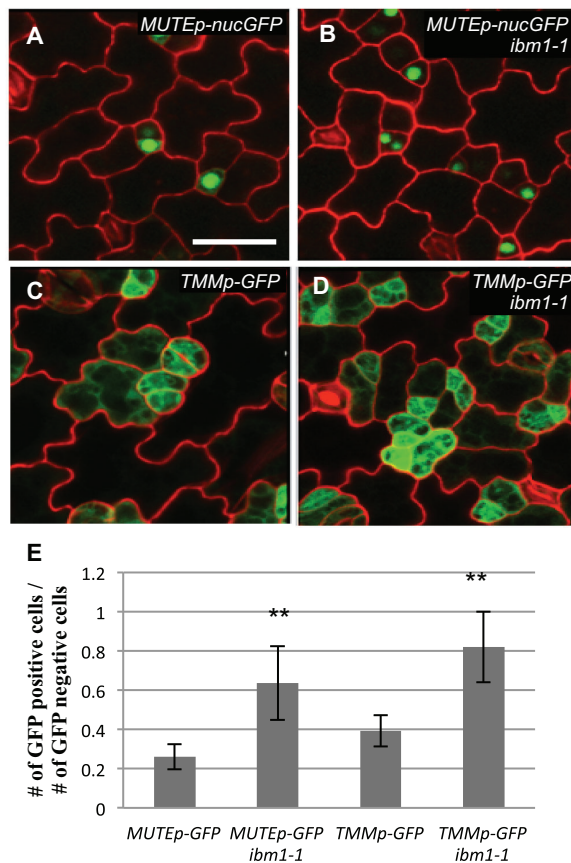 A
MUTEp-nucGFP
B
MUTEp-nucGFP
ibm1-1
C
TMMp-GFP
D
TMMp-GFP
ibm1-1
E
# of GFP positive cells /
# of GFP negative cells
1.2
1
0.8
0.6
0.4
0.2
0
**
**
MUTEp-GFP
MUTEp-GFP
ibm1-1
TMMp-GFP
TMMp-GFP
ibm1-1